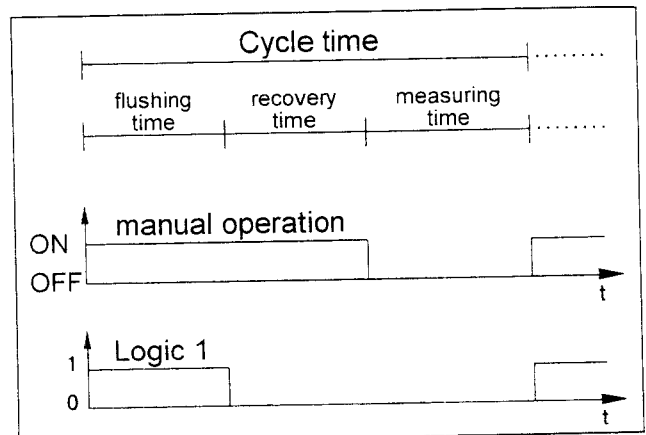 Cycle time
flushing time
recovery time
measuring time
manual operation
ON
OFF
t
Logic 1
1
0
t